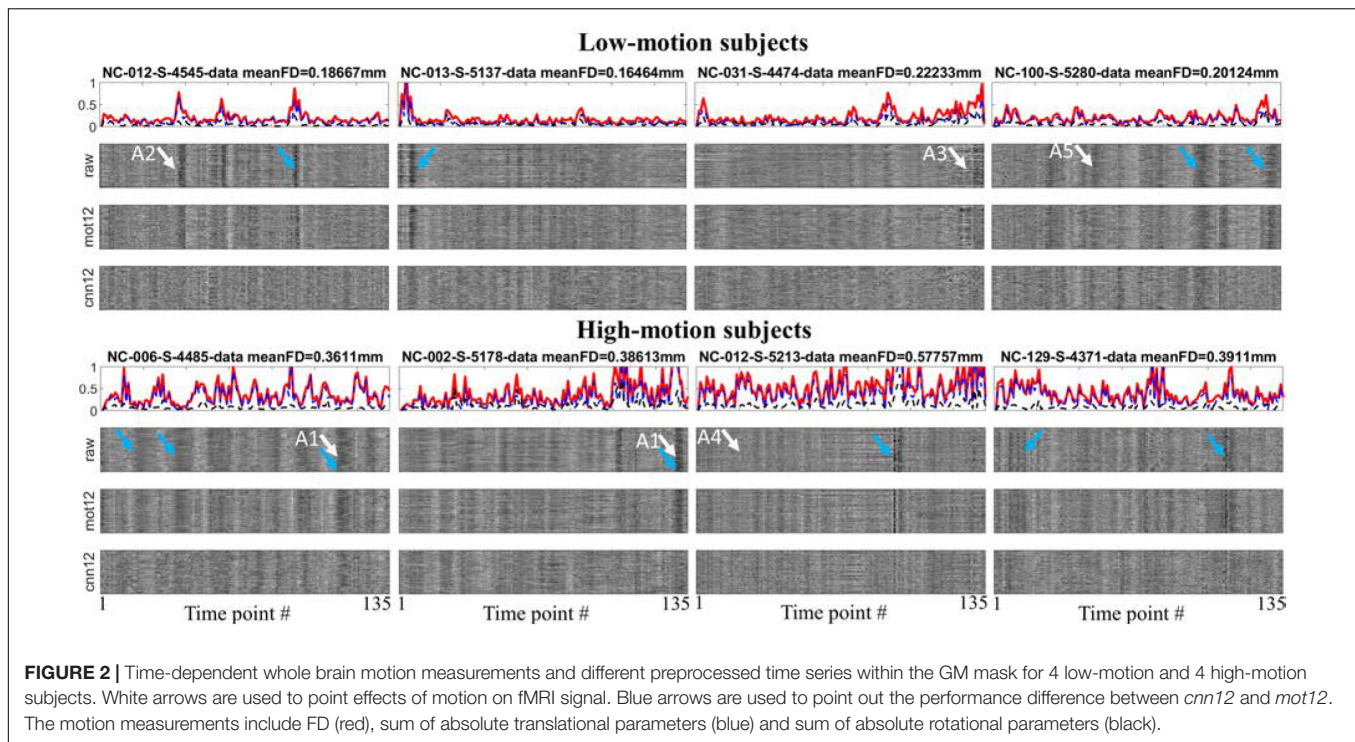 Low-motion subjects
NC-012-S-4545-data meanFD=0.18667mm NC-013-S-5137-data meanFD=0.16464mm NC-031-S-4474-data meanFD=0.22233mm NC-100-S-5280-data meanFD=0.20124mm
1
0.5
0
raw A2 A3 A5
mot12
cnn12
High-motion subjects
NC-006-S-4485-data meanFD=0.3611mm NC-002-S-5178-data meanFD=0.38613mm NC-012-S-5213-data meanFD=0.57757mm NC-129-S-4371-data meanFD=0.3911mm
1
0.5
0
raw A1 A1 A4
mot12
cnn12
1 135 1 135 1 135 1 135
Time point # Time point # Time point # Time point #
FIGURE 2 | Time-dependent whole brain motion measurements and different preprocessed time series within the GM mask for 4 low-motion and 4 high-motion
subjects. White arrows are used to point effects of motion on fMRI signal. Blue arrows are used to point out the performance difference between cnn12 and mot12.
The motion measurements include FD (red), sum of absolute translational parameters (blue) and sum of absolute rotational parameters (black).